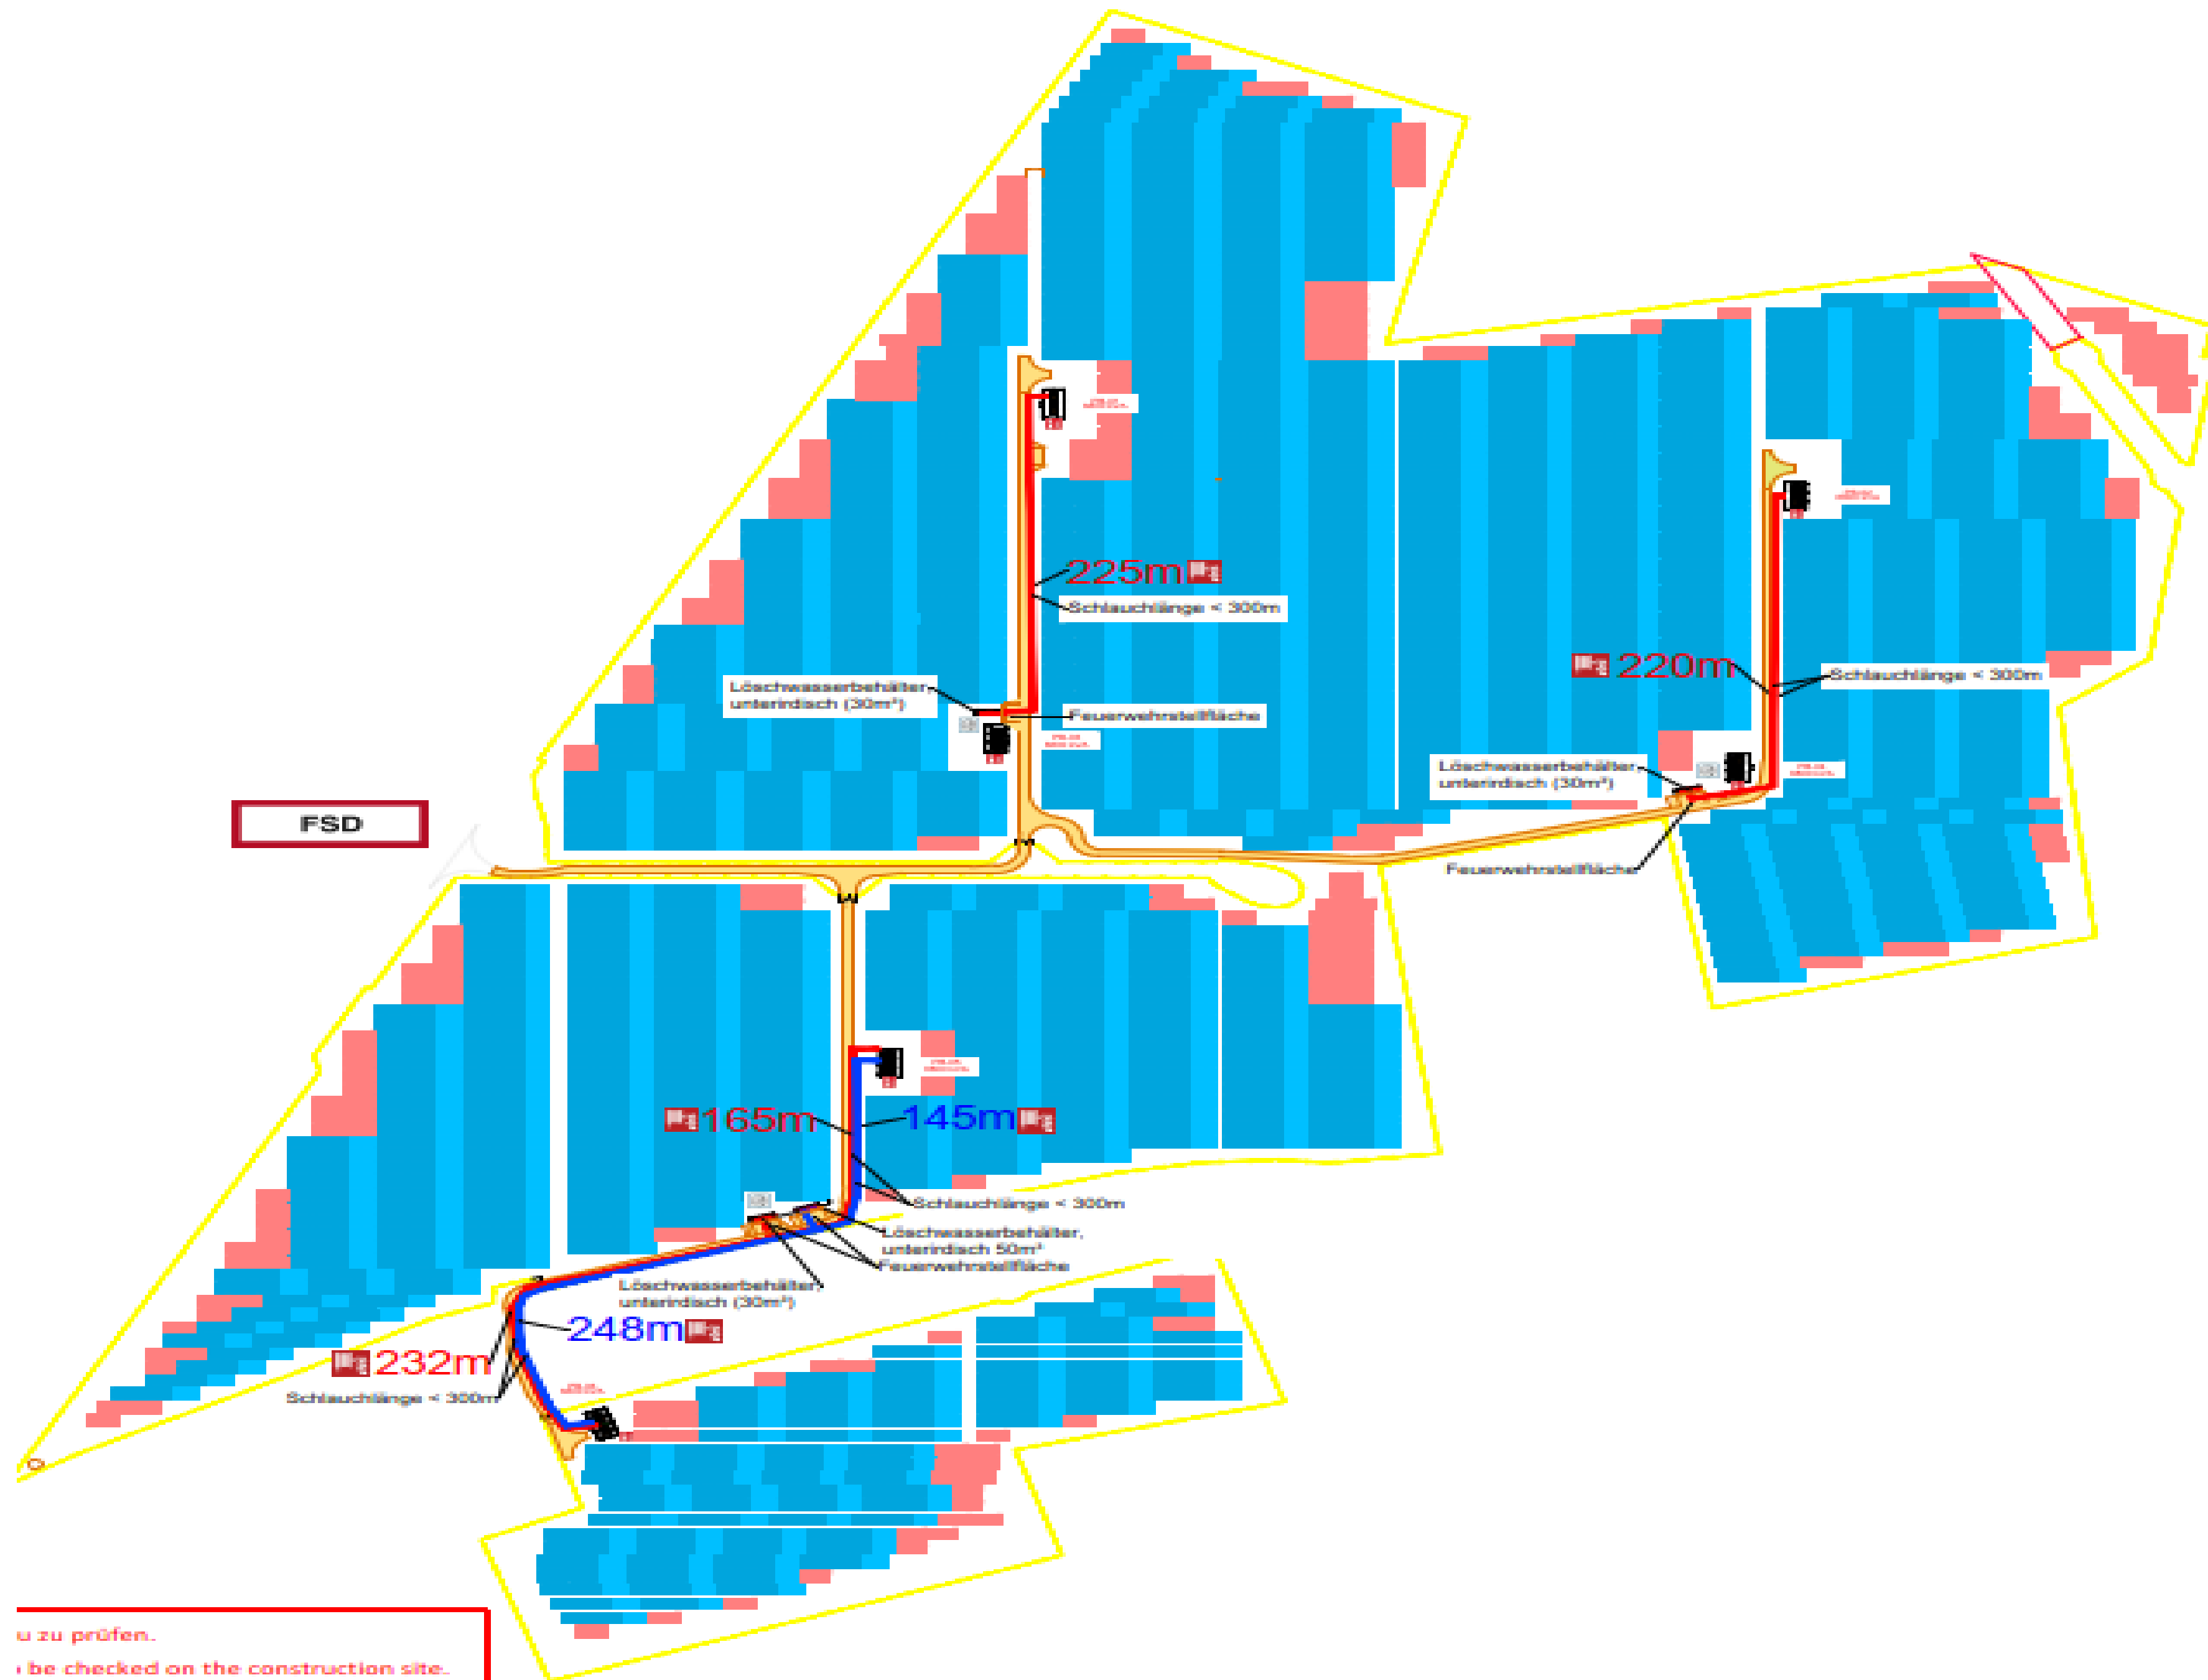 225m
Schlauchlänge < 300m
220m
Schlauchlänge < 300m
Löschwasserbehälter,
unterirdisch (30m³)
Feuerwehrstellfläche
Löschwasserbehälter,
unterirdisch (30m³)
Feuerwehrstellfläche
FSD
165m
145m
Schlauchlänge < 300m
Löschwasserbehälter,
unterirdisch 50m³
Feuerwehrstellfläche
Löschwasserbehälter,
unterirdisch (30m³)
248m
232m
Schlauchlänge < 300m
u zu prüfen.
be checked on the construction site.